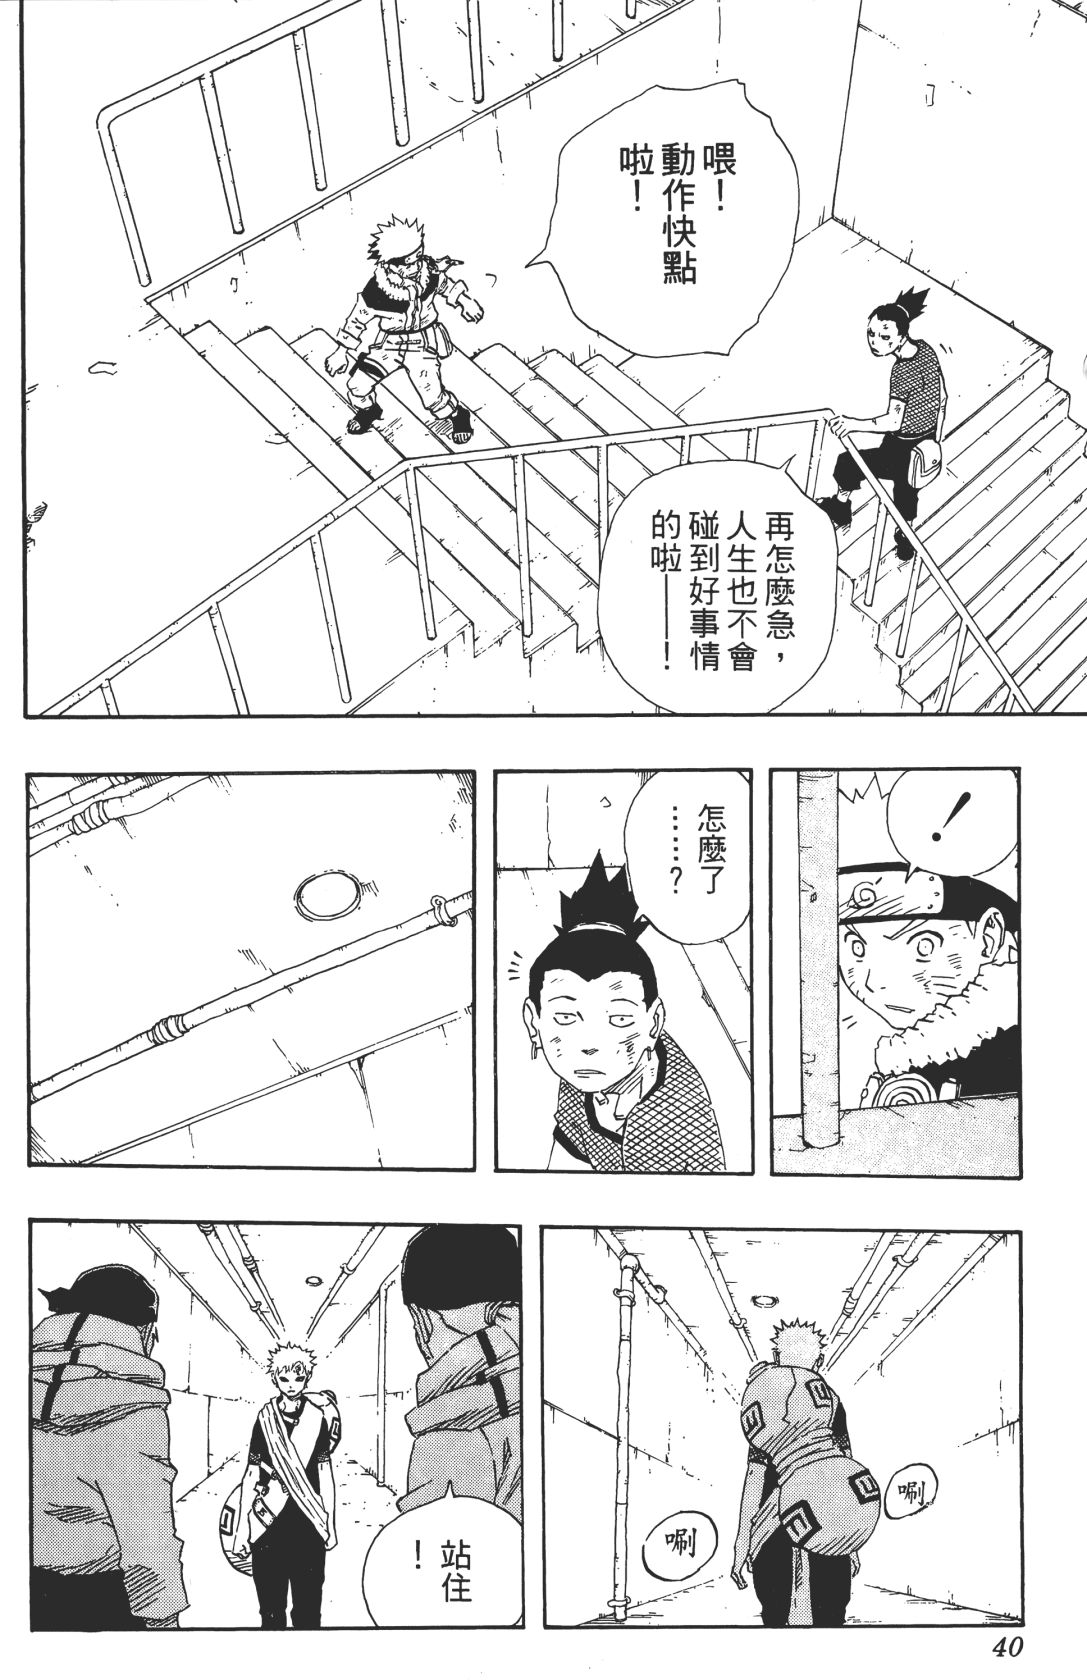 喂！
動作快點
啦！
再怎麼急，
人生也不會
碰到好事情
的啦——！
！
怎麼了
……？
唰
唰
站住
！
40